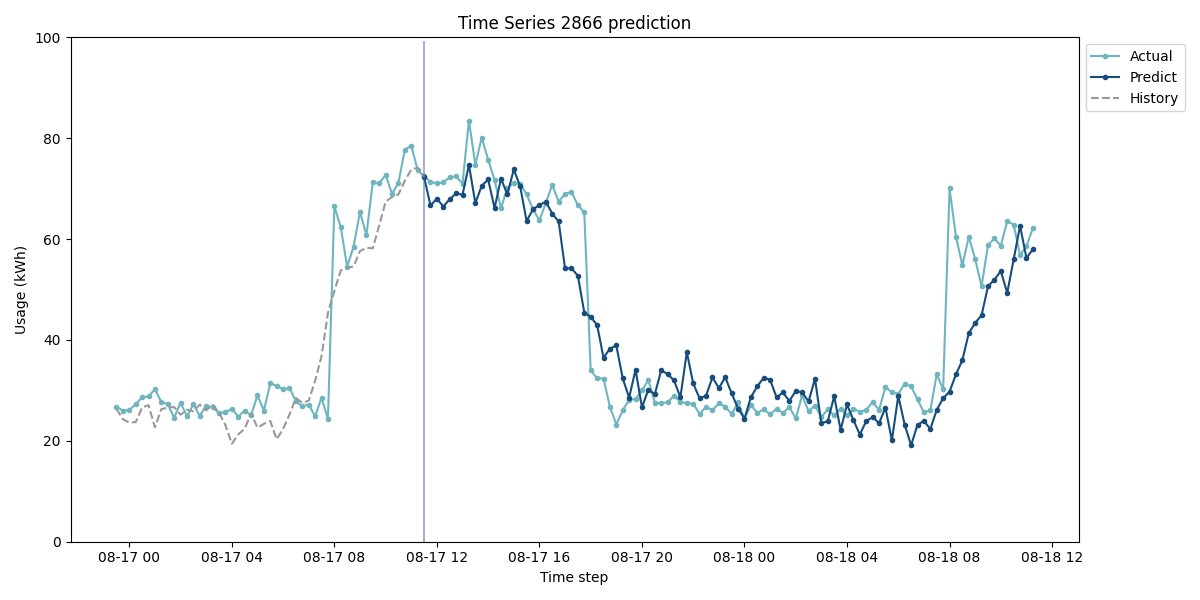 Time Series 2866 prediction
Usage (kWh)
100
80
60
40
20
0
08-17 00
08-17 04
08-17 08
08-17 12
08-17 16
08-17 20
08-18 00
08-18 04
08-18 08
08-18 12
Time step
Actual
Predict
History